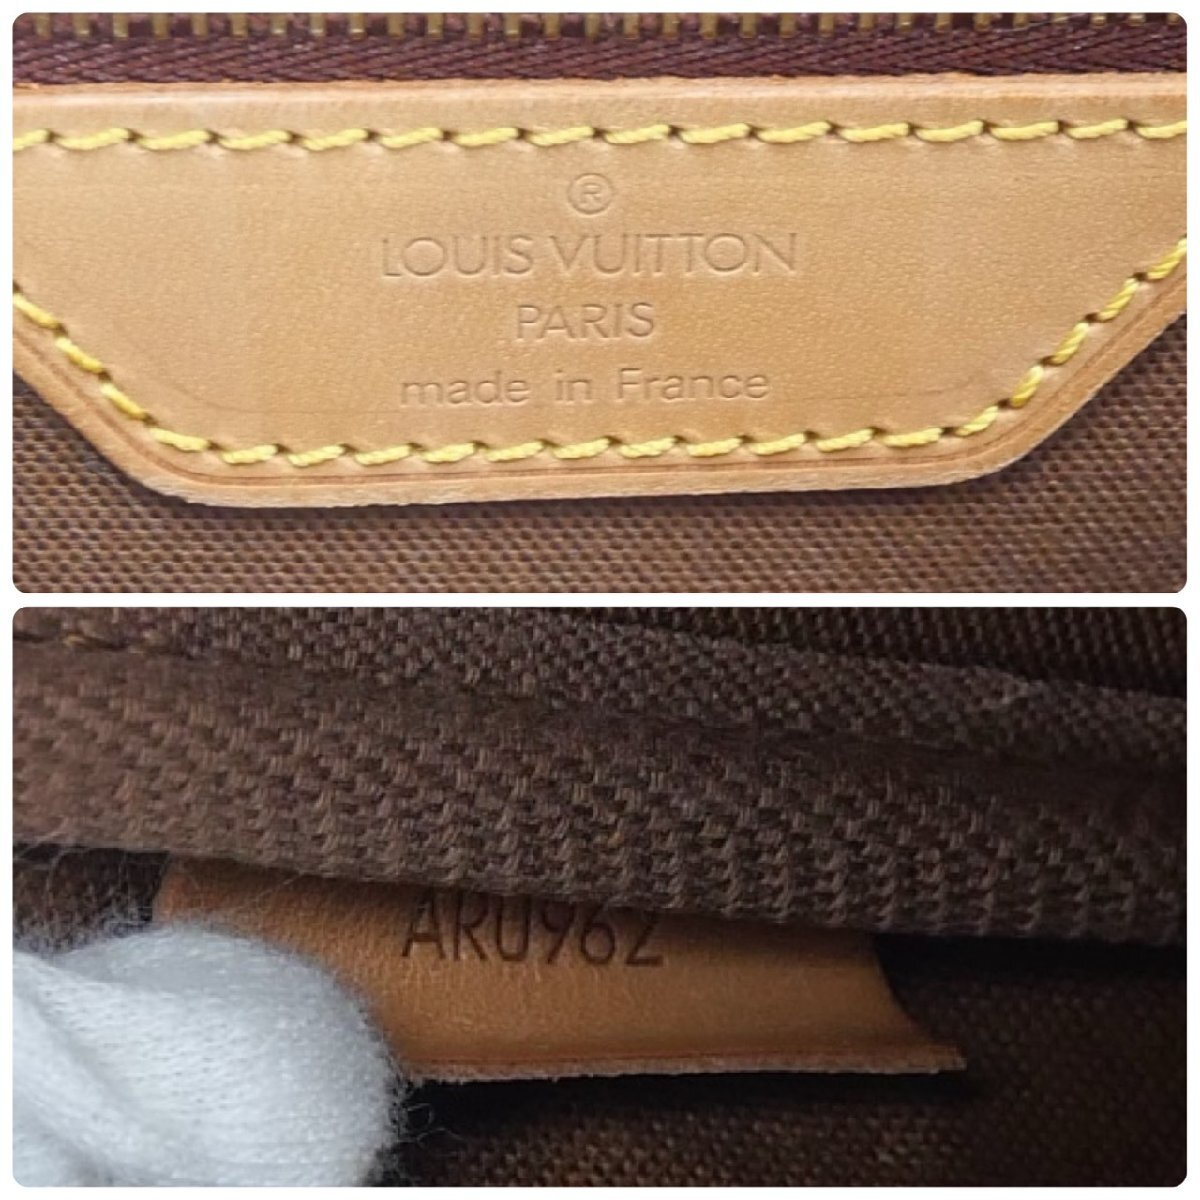 ®
LOUIS VUITTON
PARIS
made in France
AR0962